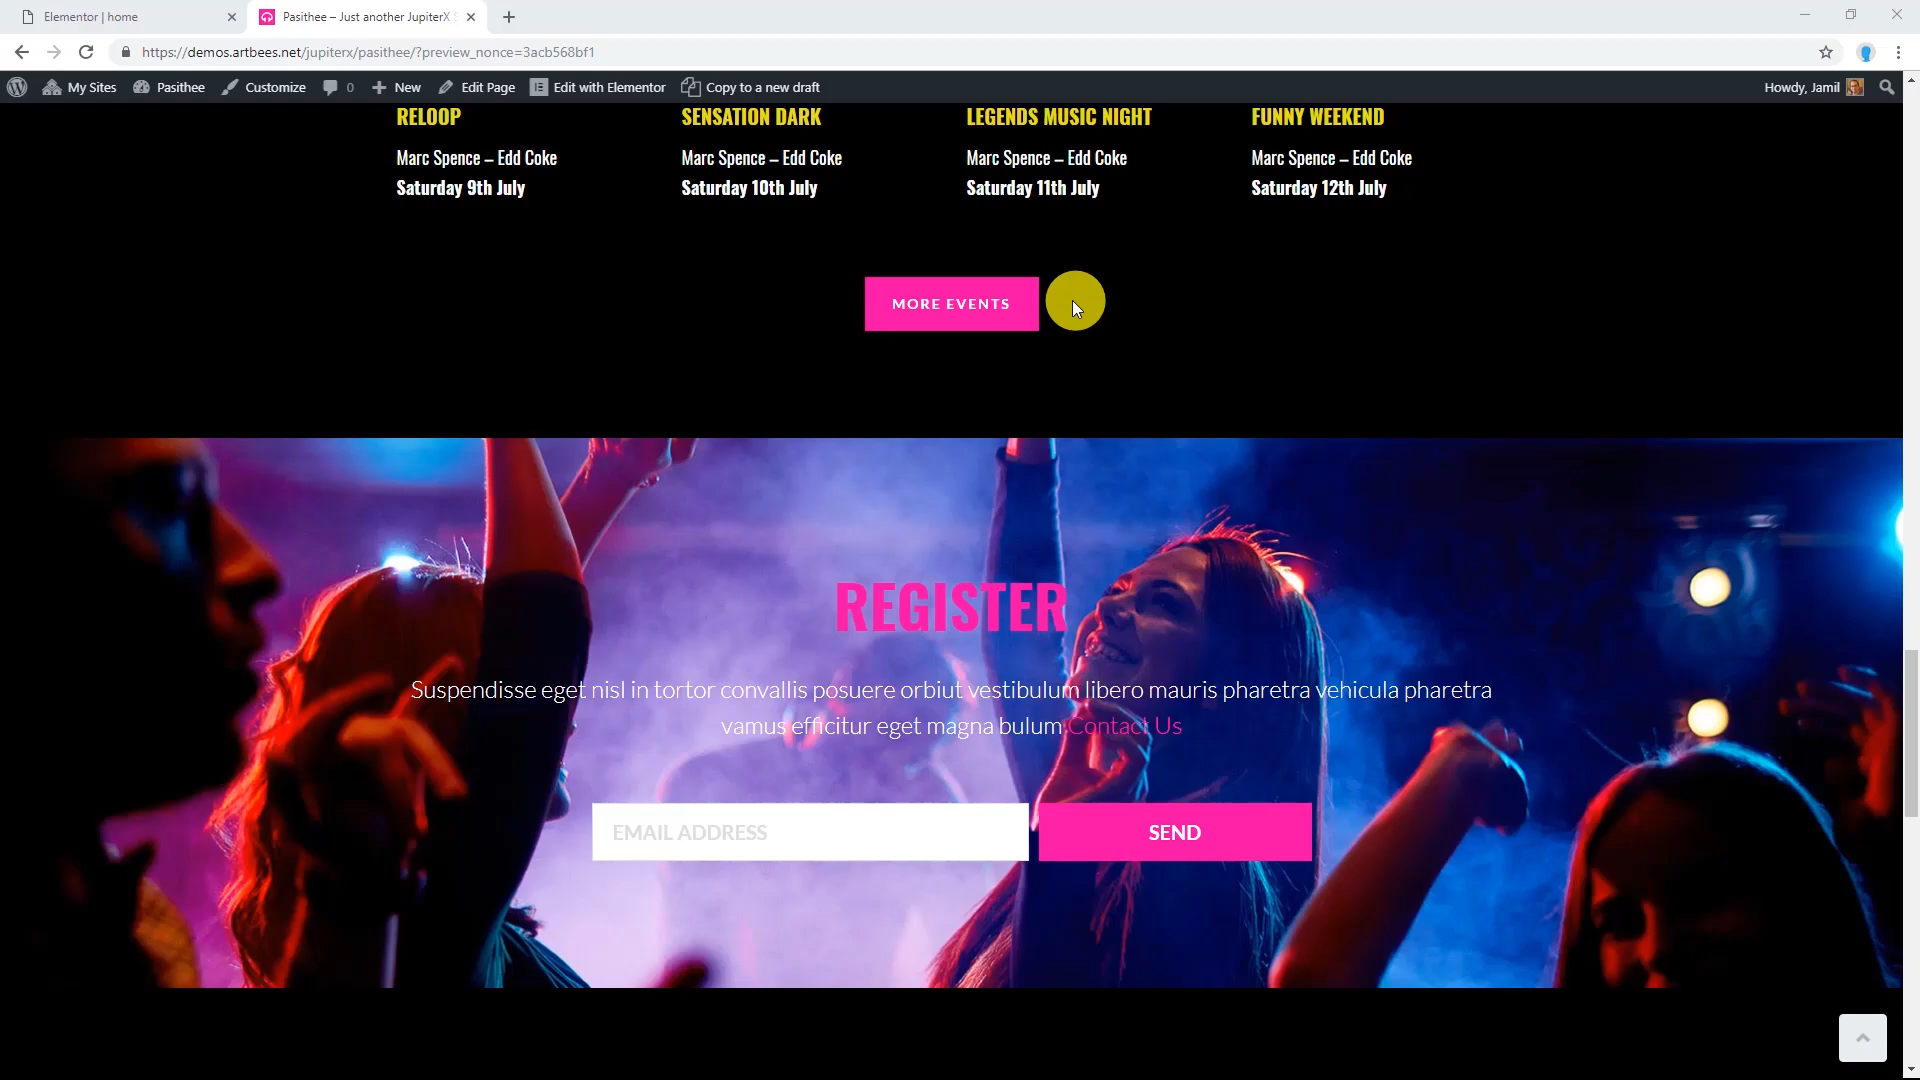 Elementor | home
Pasithee – Just another JupiterX S
https://demos.artbees.net/jupiterx/pasithee/?preview_nonce=3acb568bf1
My Sites Pasithee Customize 0 New Edit Page Edit with Elementor Copy to a new draft Howdy, Jamil
RELOOP SENSATION DARK LEGENDS MUSIC NIGHT FUNNY WEEKEND
Marc Spence – Edd Coke Marc Spence – Edd Coke Marc Spence – Edd Coke Marc Spence – Edd Coke
Saturday 9th July Saturday 10th July Saturday 11th July Saturday 12th July
MORE EVENTS
REGISTER
Suspendisse eget nisl in tortor convallis posuere orbiut vestibulum libero mauris pharetra vehicula pharetra
vamus efficitur eget magna bulum Contact Us
EMAIL ADDRESS SEND